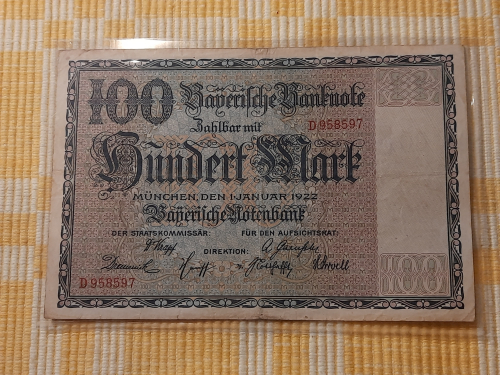 100 Bayerische Banknote
Zahlbar mit
D 958597
Hundert Mark
MÜNCHEN, DEN 1. JANUAR 1922
Bayerische Notenbank
DER STAATSKOMMISSÄR: FÜR DEN AUFSICHTSRAT:
DIREKTION:
D 958597
100